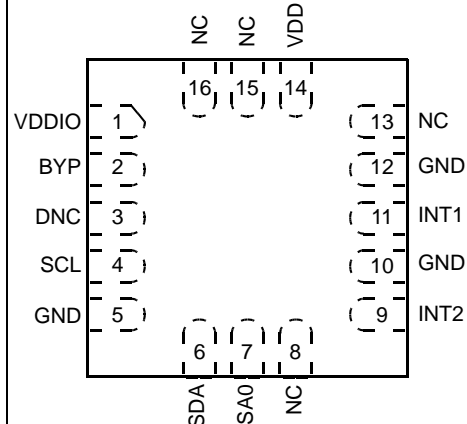 NC NC VDD
16 15 14
VDDIO 1 13 NC
BYP 2 12 GND
DNC 3 11 INT1
SCL 4 10 GND
GND 5 9 INT2
6 7 8
SDA SA0 NC